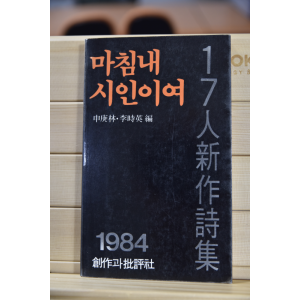 마침내
시인이여
申庚林·李時英 編
17人新作詩集
1984
創作과批評社